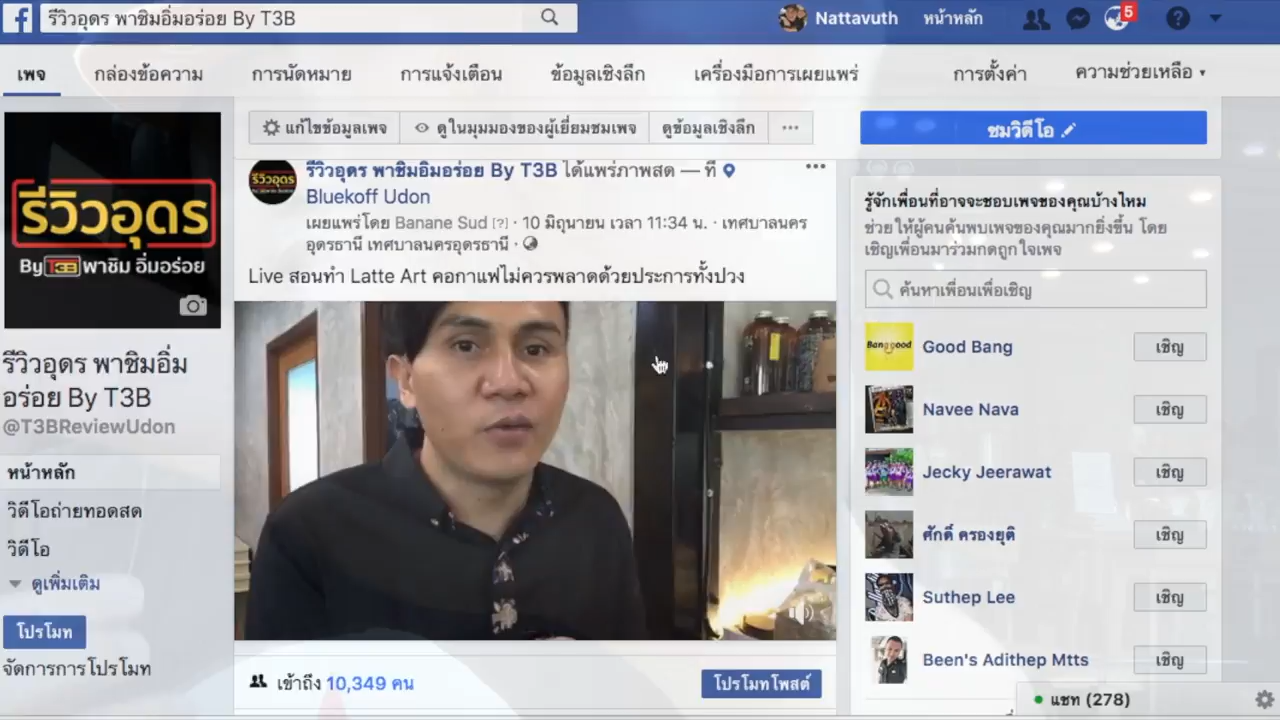 รีวิวอุดร พาชิมอิ่มอร่อย By T3B
Nattavuth
หน้าหลัก
5
เพจ
กล่องข้อความ
การนัดหมาย
การแจ้งเตือน
ข้อมูลเชิงลึก
เครื่องมือการเผยแพร่
การตั้งค่า
ความช่วยเหลือ
แก้ไขข้อมูลเพจ
ดูในมุมมองของผู้เยี่ยมชมเพจ
ดูข้อมูลเชิงลึก
ชมวิดีโอ
รีวิวอุดร
By T3B พาชิม อิ่มอร่อย
รีวิวอุดร พาชิมอิ่ม
อร่อย By T3B
@T3BReviewUdon
หน้าหลัก
วิดีโอถ่ายทอดสด
วิดีโอ
ดูเพิ่มเติม
โปรโมท
จัดการการโปรโมท
รีวิวอุดร
รีวิวอุดร พาชิมอิ่มอร่อย By T3B ได้แพร่ภาพสด — ที่
Bluekoff Udon
เผยแพร่โดย Banane Sud [?] · 10 มิถุนายน เวลา 11:34 น. · เทศบาลนคร
อุดรธานี เทศบาลนครอุดรธานี ·
Live สอนทำ Latte Art คอกาแฟไม่ควรพลาดด้วยประการทั้งปวง
เข้าถึง 10,349 คน
โปรโมทโพสต์
รู้จักเพื่อนที่อาจจะชอบเพจของคุณบ้างไหม
ช่วยให้ผู้คนค้นพบเพจของคุณมากยิ่งขึ้น โดย
เชิญเพื่อนมาร่วมกดถูกใจเพจ
ค้นหาเพื่อนเพื่อเชิญ
Banggood
Good Bang
เชิญ
Navee Nava
เชิญ
Jecky Jeerawat
เชิญ
ศักดิ์ ครองยุติ
เชิญ
Suthep Lee
เชิญ
Been's Adithep Mtts
เชิญ
แชท (278)